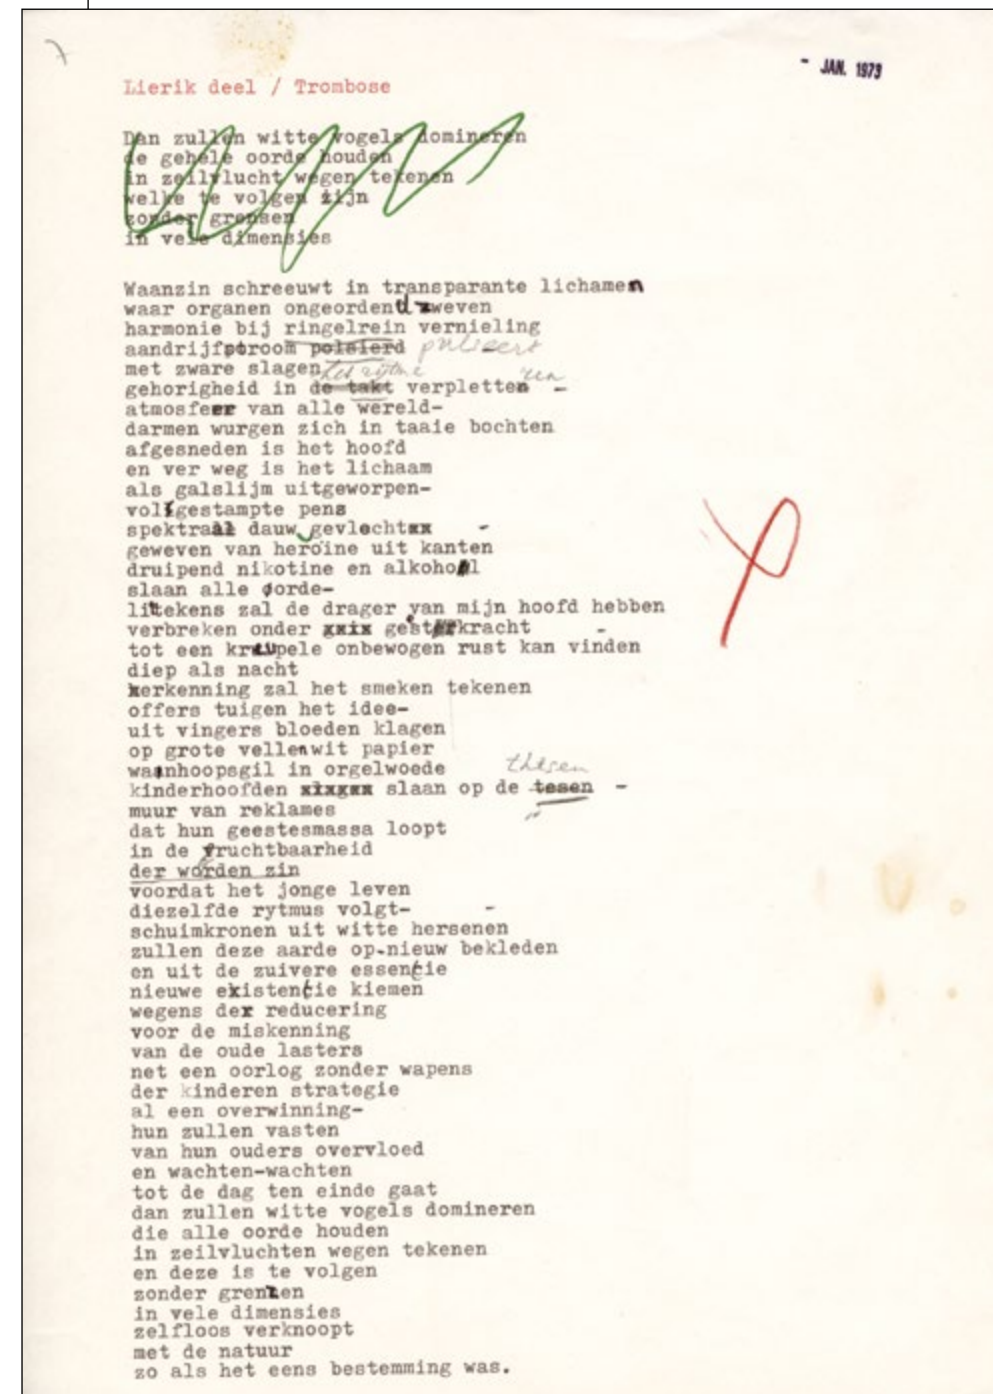 7
- JAN. 1973
Lierik deel / Trombose
Dan zullen witte vogels domineren
de gehele oorde houden
in zeilvlucht wegen tekenen
welke te volgen zijn
zonder grensen
in vele dimensies
Waanzin schreeuwt in transparante lichamen
waar organen ongeordend zweven
harmonie bij ringelrein vernieling
aandrijfstroom polsierd pulseert
met zware slagen
het ritme ren
gehorigheid in de takt verpletten -
atmosfeer van alle wereld-
darmen wurgen zich in taaie bochten
afgesneden is het hoofd
en ver weg is het lichaam
als galslijm uitgeworpen-
volgestampte pens
spektraal dauw gevlecht -
geweven van heroïne uit kanten
druipend nikotine en alkohol
slaan alle oorde-
littekens zal de drager van mijn hoofd hebben
verbreken onder kracht -
tot een kreupele onbewogen rust kan vinden
diep als nacht
herkenning zal het smeken tekenen
offers tuigen het idee-
uit vingers bloeden klagen
op grote vellen wit papier
waanhoopsgil in orgelwoede
thesen
kinderhoofden slaan op de tesen -
muur van reklames
dat hun geestesmassa loopt
in de vruchtbaarheid
der worden zin
voordat het jonge leven
diezelfde rytmus volgt- -
schuimkronen uit witte hersenen
zullen deze aarde op-nieuw bekleden
en uit de zuivere essentie
nieuwe existentie kiemen
wegens der reducering
voor de miskenning
van de oude lasters
net een oorlog zonder wapens
der kinderen strategie
al een overwinning-
hun zullen vasten
van hun ouders overvloed
en wachten-wachten
tot de dag ten einde gaat
dan zullen witte vogels domineren
die alle oorde houden
in zeilvluchten wegen tekenen
en deze is te volgen
zonder grenzen
in vele dimensies
zelfloos verknoopt
met de natuur
zo als het eens bestemming was.